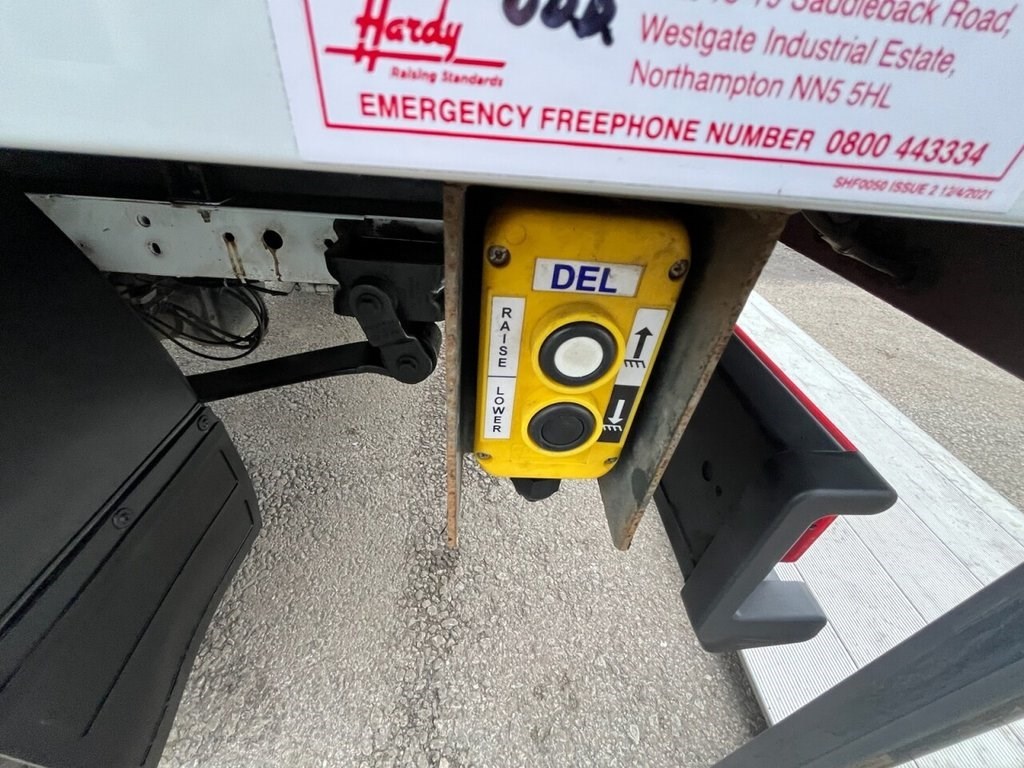 Hardy
Raising Standards
Saddleback Road,
Westgate Industrial Estate,
Northampton NN5 5HL
EMERGENCY FREEPHONE NUMBER 0800 443334
SHF0050 ISSUE 2 12/4/2021
DEL
RAISE
LOWER